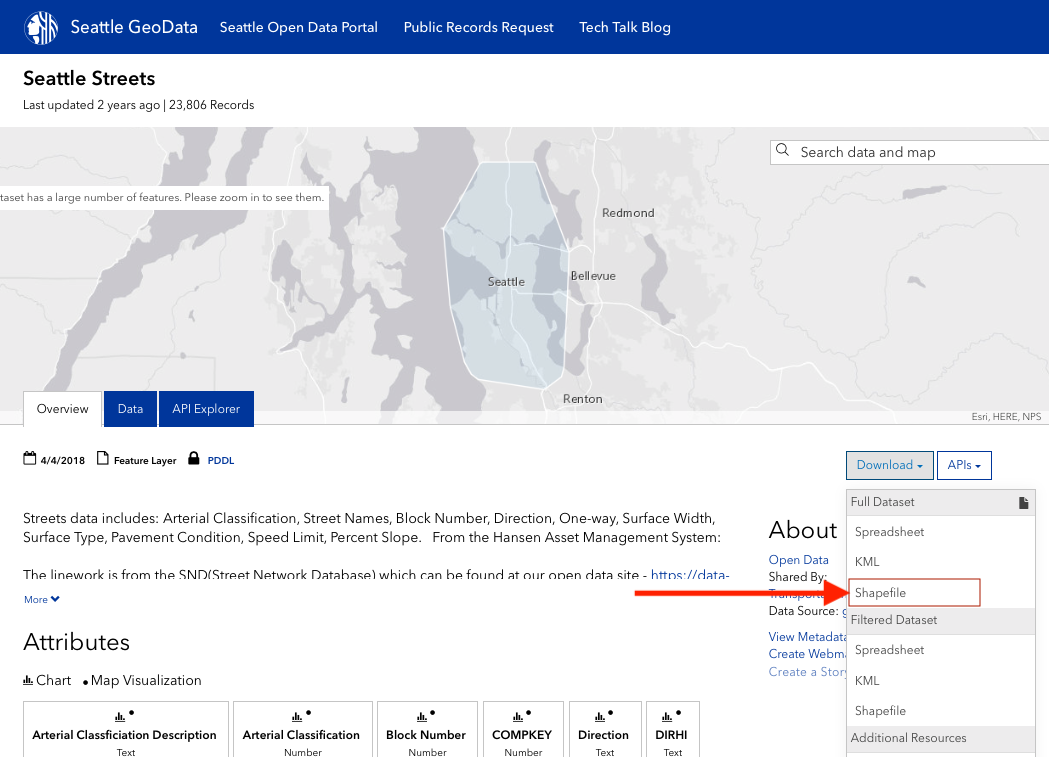 Seattle GeoData Seattle Open Data Portal Public Records Request Tech Talk Blog
Seattle Streets
Last updated 2 years ago | 23,806 Records
Search data and map
taset has a large number of features. Please zoom in to see them.
Redmond
Bellevue
Seattle
Renton
Esri, HERE, NPS
Overview Data API Explorer
4/4/2018 Feature Layer PDDL
Download APIs
Streets data includes: Arterial Classification, Street Names, Block Number, Direction, One-way, Surface Width,
Surface Type, Pavement Condition, Speed Limit, Percent Slope. From the Hansen Asset Management System:
The linework is from the SND(Street Network Database) which can be found at our open data site - https://data-
More
About
Open Data
Shared By:
Transporta
Data Source: g
View Metadata
Create Webma
Create a Story
Full Dataset
Spreadsheet
KML
Shapefile
Filtered Dataset
Spreadsheet
KML
Shapefile
Additional Resources
Attributes
Chart Map Visualization
Arterial Classfiction Description
Text
Arterial Classification
Number
Block Number
Number
COMPKEY
Number
Direction
Text
DIRHI
Text